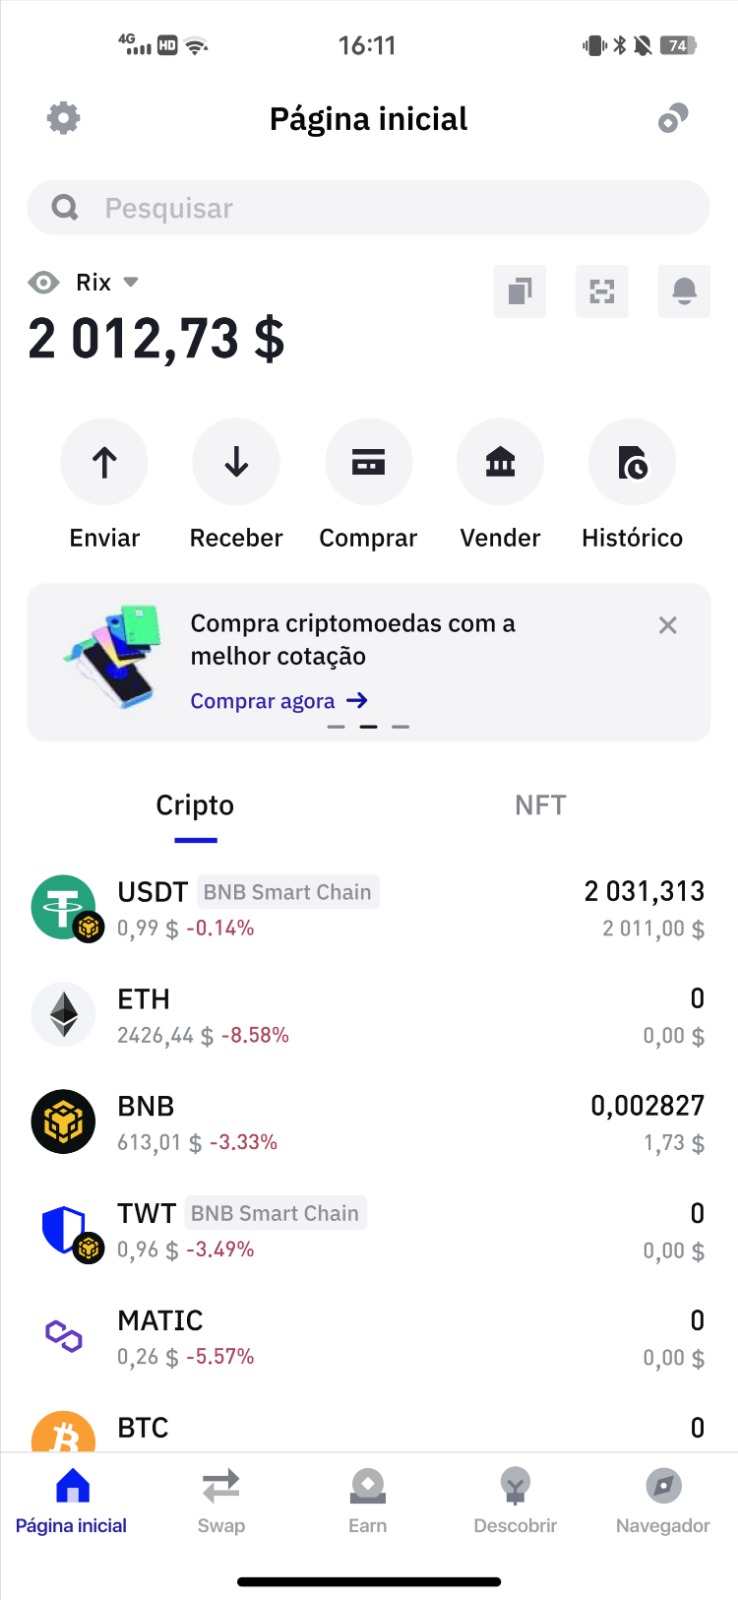 4G HD 16:11 74
Página inicial
Pesquisar
Rix
2 012,73 $
Enviar Receber Comprar Vender Histórico
Compra criptomoedas com a
melhor cotação
Comprar agora →
Cripto NFT
USDT BNB Smart Chain 2 031,313
0,99 $ -0.14% 2 011,00 $
ETH 0
2426,44 $ -8.58% 0,00 $
BNB 0,002827
613,01 $ -3.33% 1,73 $
TWT BNB Smart Chain 0
0,96 $ -3.49% 0,00 $
MATIC 0
0,26 $ -5.57% 0,00 $
BTC 0
Página inicial Swap Earn Descobrir Navegador